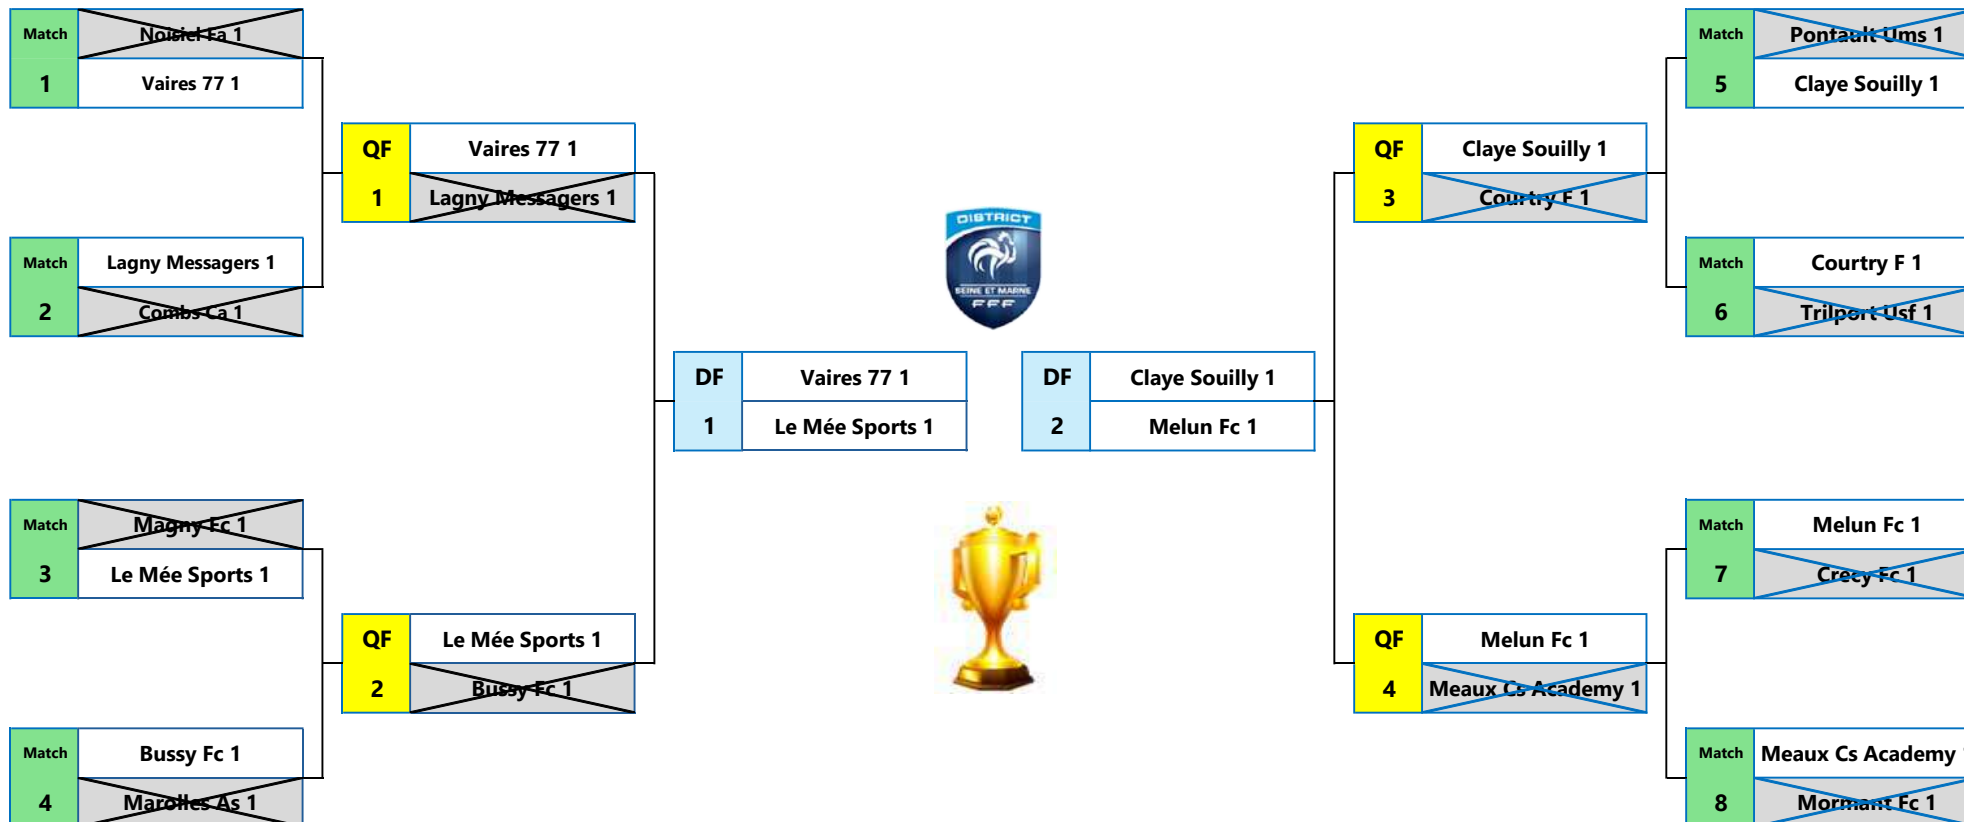 Match
Noisiel Fa 1
1
Vaires 77 1
QF
Vaires 77 1
1
Lagny Messagers 1
Match
Lagny Messagers 1
2
Combs Ca 1
DF
Vaires 77 1
1
Le Mée Sports 1
Match
Magny Fc 1
3
Le Mée Sports 1
QF
Le Mée Sports 1
2
Bussy Fc 1
Match
Bussy Fc 1
4
Marolles As 1
DISTRICT
SEINE ET MARNE
FFF
DF
Claye Souilly 1
2
Melun Fc 1
QF
Claye Souilly 1
3
Courtry F 1
QF
Melun Fc 1
4
Meaux Cs Academy 1
Match
Pontault Ums 1
5
Claye Souilly 1
Match
Courtry F 1
6
Trilport Usf 1
Match
Melun Fc 1
7
Crecy Fc 1
Match
Meaux Cs Academy 1
8
Mormant Fc 1